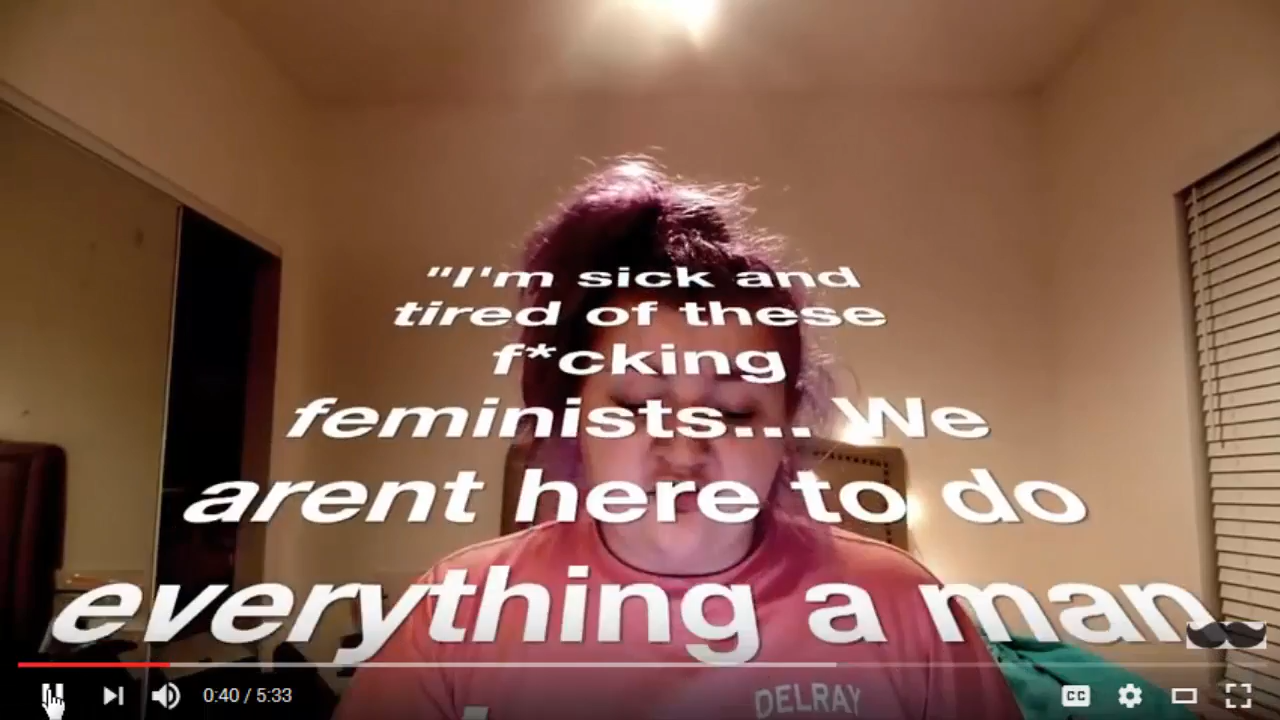 "I'm sick and
tired of these
f*cking
feminists... We
arent here to do
everything a man
DELRAY
0:40 / 5:33
CC